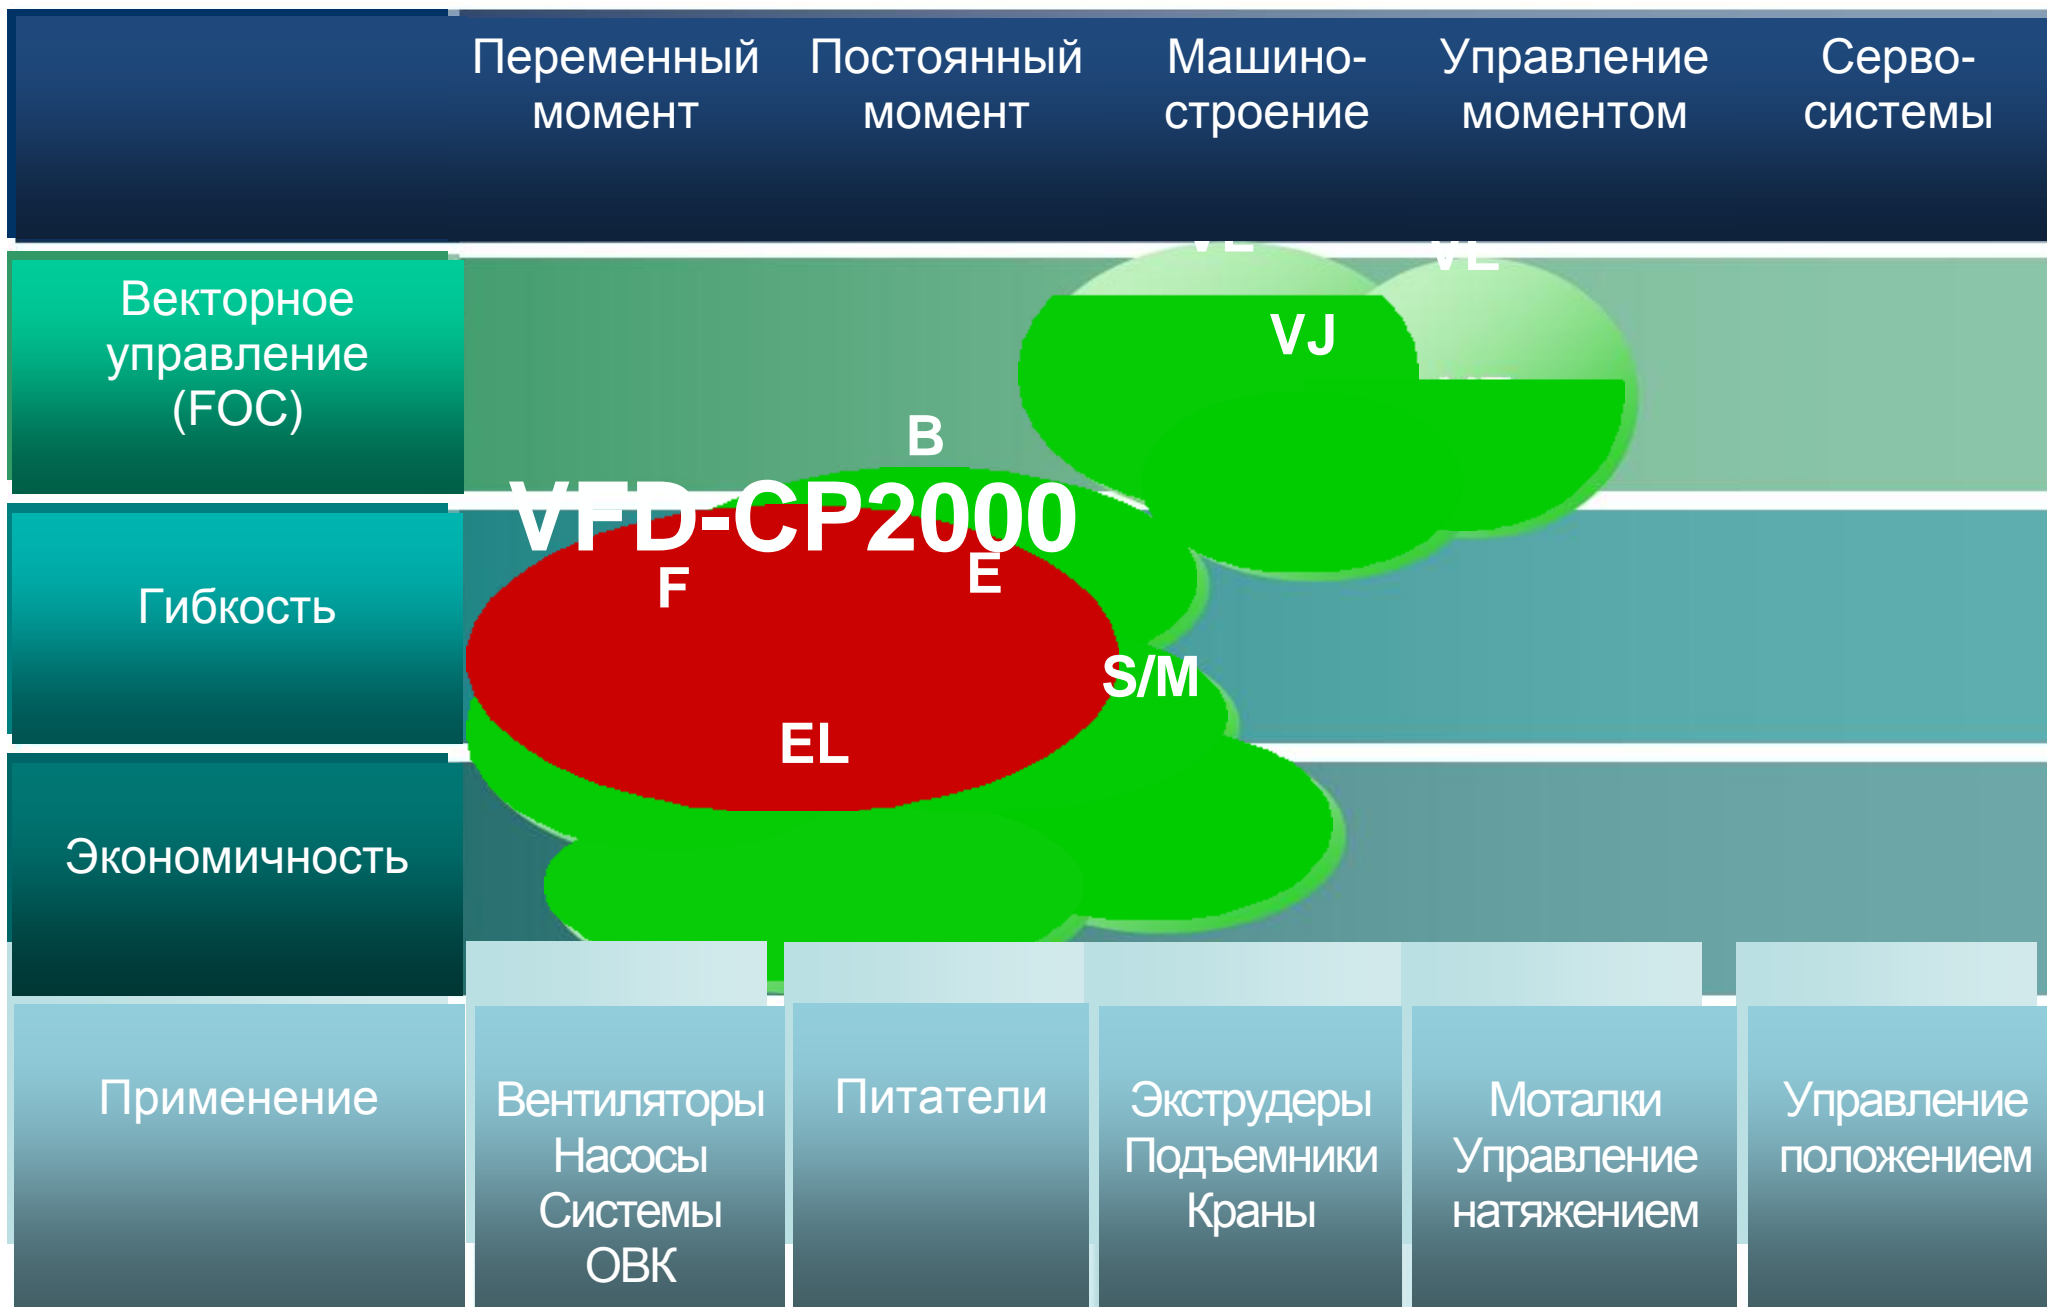 Переменный
момент
Постоянный
момент
Машино-
строение
Управление
моментом
Серво-
системы
Векторное
управление
(FOC)
VL
VJ
B
VFD-CP2000
F
E
Гибкость
S/M
EL
Экономичность
Применение
Вентиляторы
Насосы
Системы
ОВК
Питатели
Экструдеры
Подъемники
Краны
Моталки
Управление
натяжением
Управление
положением